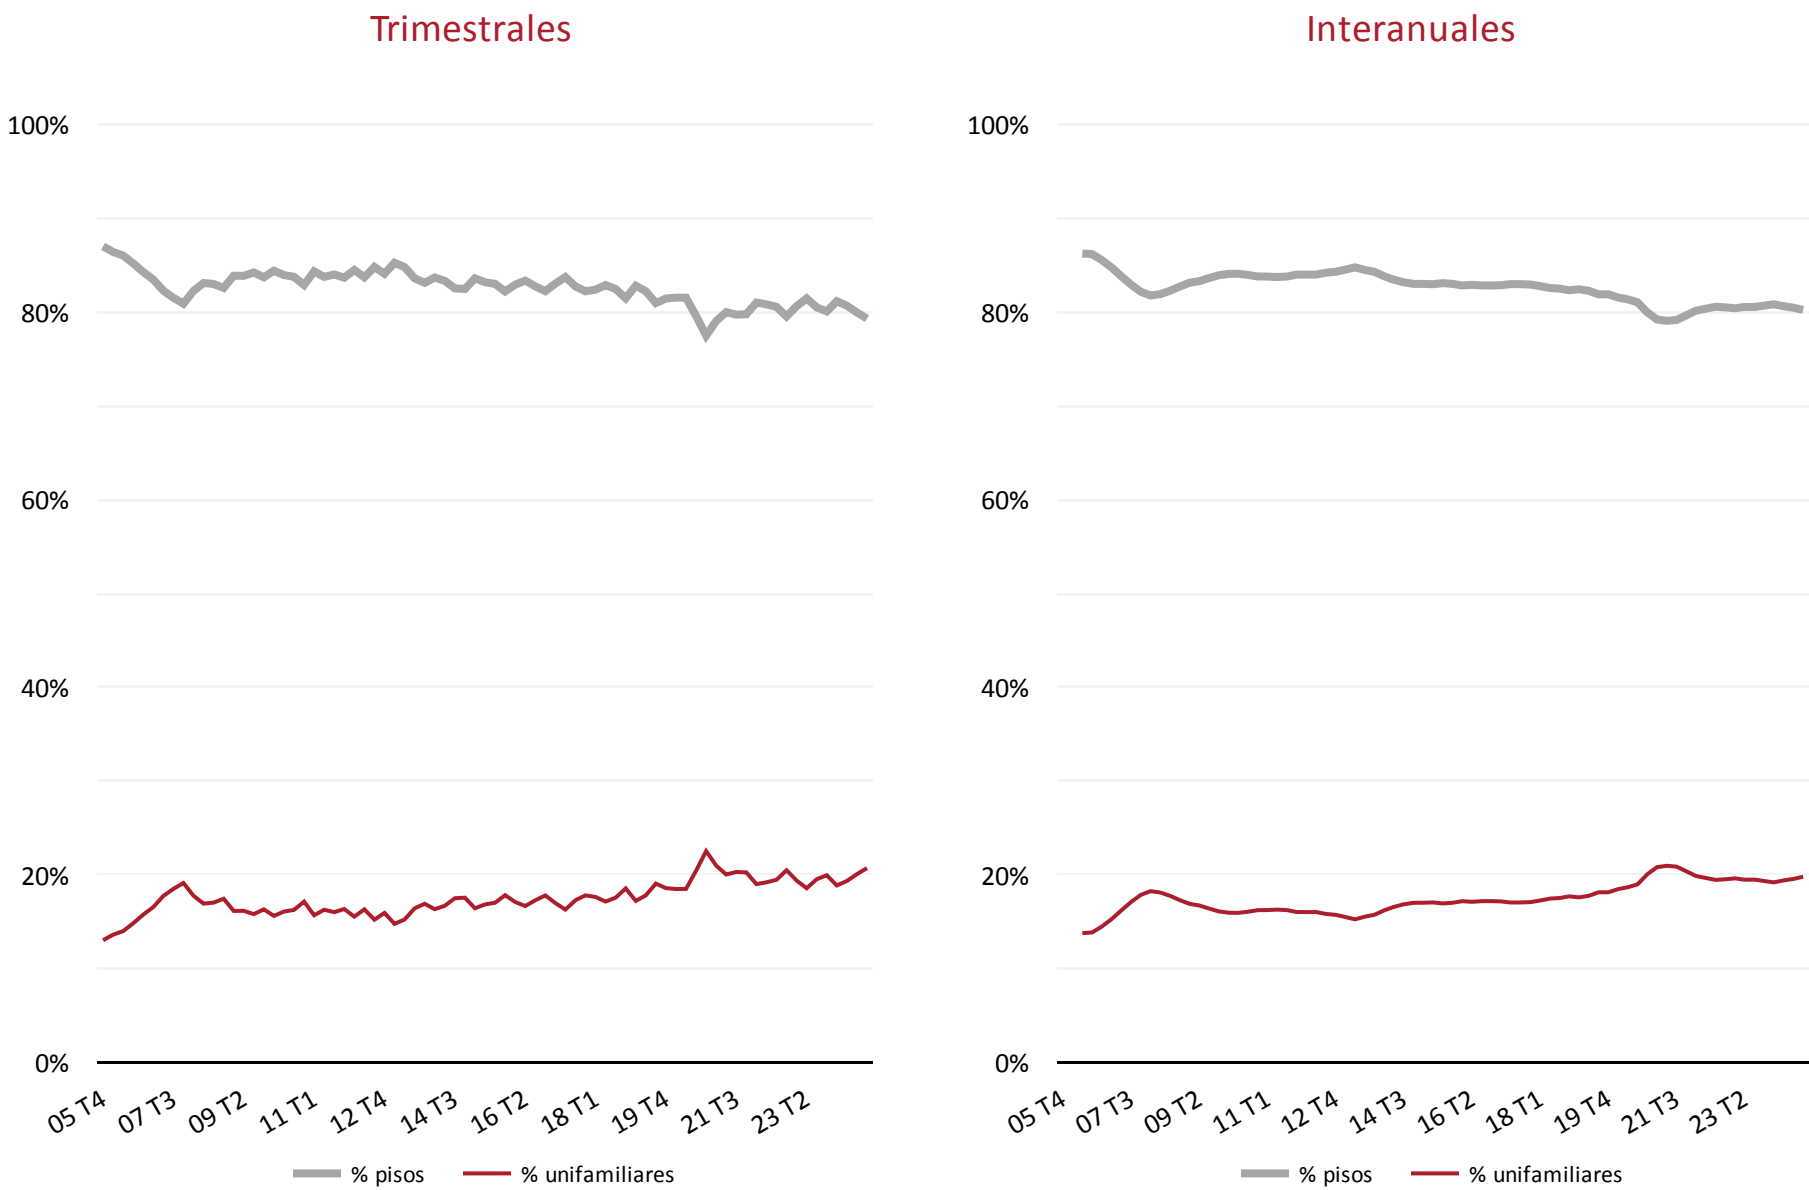 Trimestrales
100%
80%
60%
40%
20%
0%
05 T4 07 T3 09 T2 11 T1 12 T4 14 T3 16 T2 18 T1 19 T4 21 T3 23 T2
% pisos % unifamiliares
Interanuales
100%
80%
60%
40%
20%
0%
05 T4 07 T3 09 T2 11 T1 12 T4 14 T3 16 T2 18 T1 19 T4 21 T3 23 T2
% pisos % unifamiliares